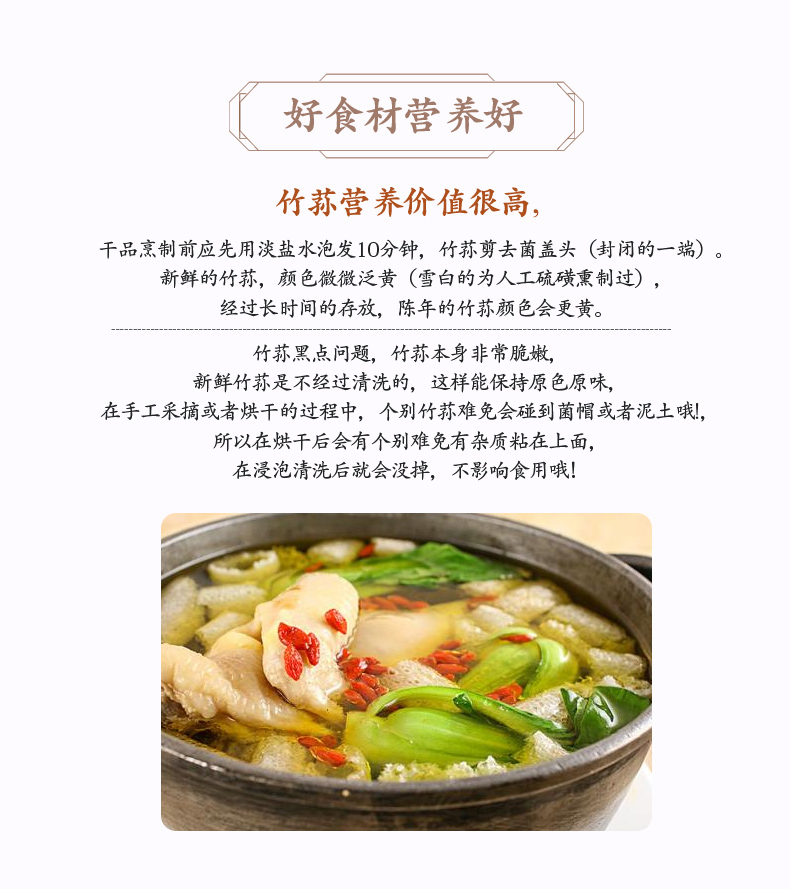 好食材营养好
竹荪营养价值很高，
干品烹制前应先用淡盐水泡发10分钟，竹荪剪去菌盖头（封闭的一端）。
新鲜的竹荪，颜色微微泛黄（雪白的为人工硫磺熏制过），
经过长时间的存放，陈年的竹荪颜色会更黄。
竹荪黑点问题，竹荪本身非常脆嫩，
新鲜竹荪是不经过清洗的，这样能保持原色原味，
在手工采摘或者烘干的过程中，个别竹荪难免会碰到菌帽或者泥土哦!，
所以在烘干后会有个别难免有杂质粘在上面，
在浸泡清洗后就会没掉，不影响食用哦!